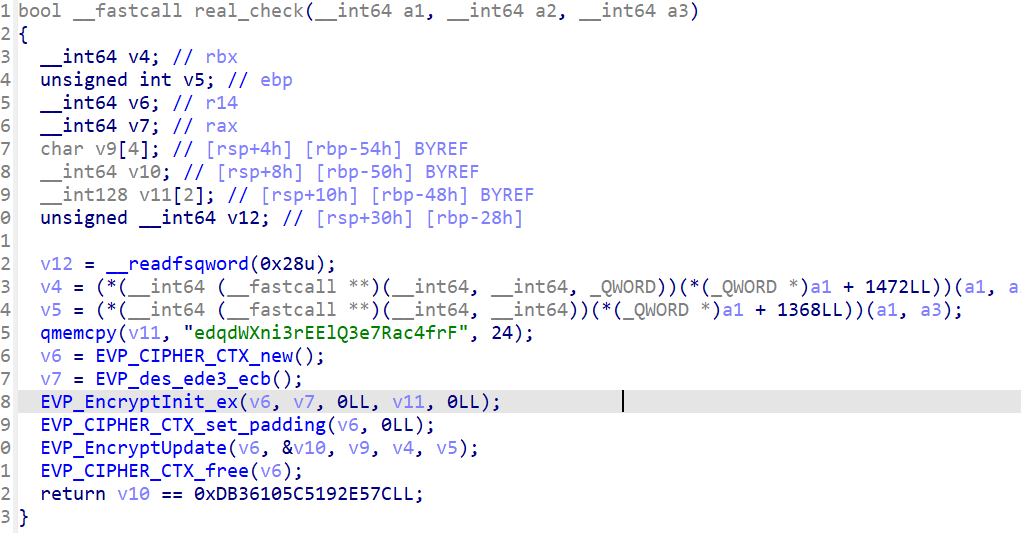 1 bool __fastcall real_check(__int64 a1, __int64 a2, __int64 a3)
2 {
3   __int64 v4; // rbx
4   unsigned int v5; // ebp
5   __int64 v6; // r14
6   __int64 v7; // rax
7   char v9[4]; // [rsp+4h] [rbp-54h] BYREF
8   __int64 v10; // [rsp+8h] [rbp-50h] BYREF
9   __int128 v11[2]; // [rsp+10h] [rbp-48h] BYREF
0   unsigned __int64 v12; // [rsp+30h] [rbp-28h]
1
2   v12 = __readfsqword(0x28u);
3   v4 = (*(__int64 (__fastcall **)(__int64, __int64, _QWORD))(*(_QWORD *)a1 + 1472LL))(a1, a
4   v5 = (*(__int64 (__fastcall **)(__int64, __int64))(*(_QWORD *)a1 + 1368LL))(a1, a3);
5   qmemcpy(v11, "edqdWXni3rEElQ3e7Rac4frF", 24);
6   v6 = EVP_CIPHER_CTX_new();
7   v7 = EVP_des_ede3_ecb();
8   EVP_EncryptInit_ex(v6, v7, 0LL, v11, 0LL);
9   EVP_CIPHER_CTX_set_padding(v6, 0LL);
0   EVP_EncryptUpdate(v6, &v10, v9, v4, v5);
1   EVP_CIPHER_CTX_free(v6);
2   return v10 == 0xDB36105C5192E57CLL;
3 }